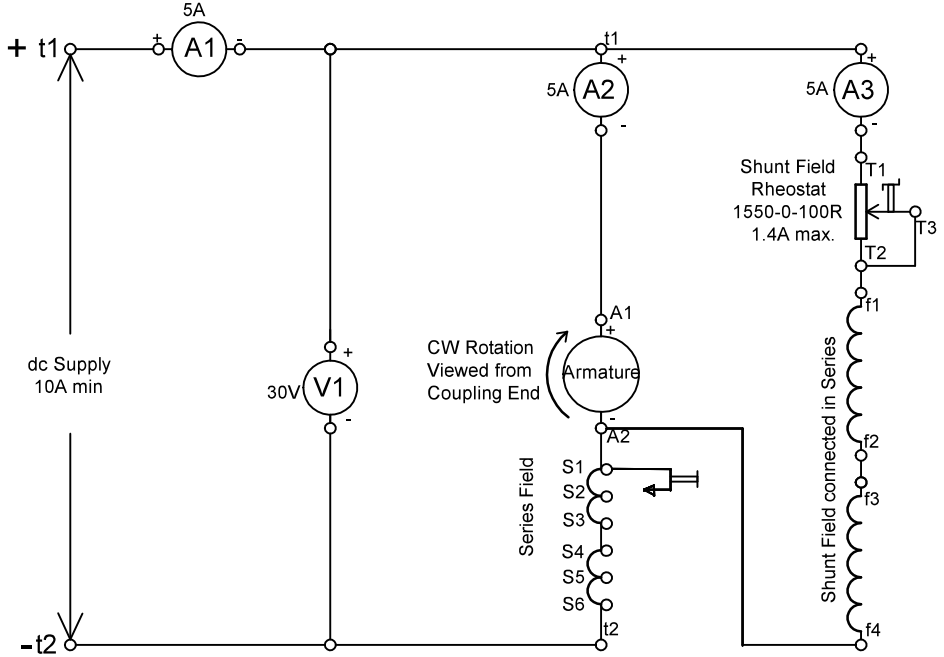 5A
+ t1
+
A1
-
t1
+
5A
A2
-
+
5A
A3
-
Shunt Field
Rheostat
1550-0-100R
1.4A max.
T1
T3
T2
f1
A1
+
CW Rotation
Viewed from
Coupling End
Armature
-
A2
dc Supply
10A min
+
30V
V1
-
Shunt Field connected in Series
f2
f3
f4
Series Field
S1
S2
S3
S4
S5
S6
t2
-t2